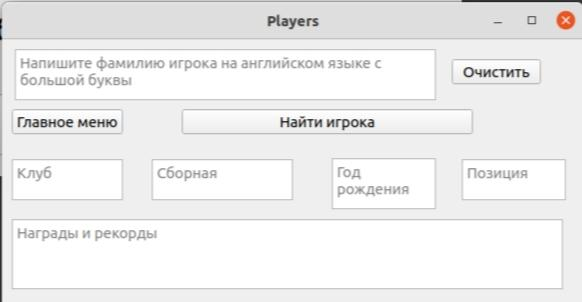 Players
Напишите фамилию игрока на английском языке с
большой буквы
Очистить
Главное меню
Найти игрока
Клуб
Сборная
Год
рождения
Позиция
Награды и рекорды